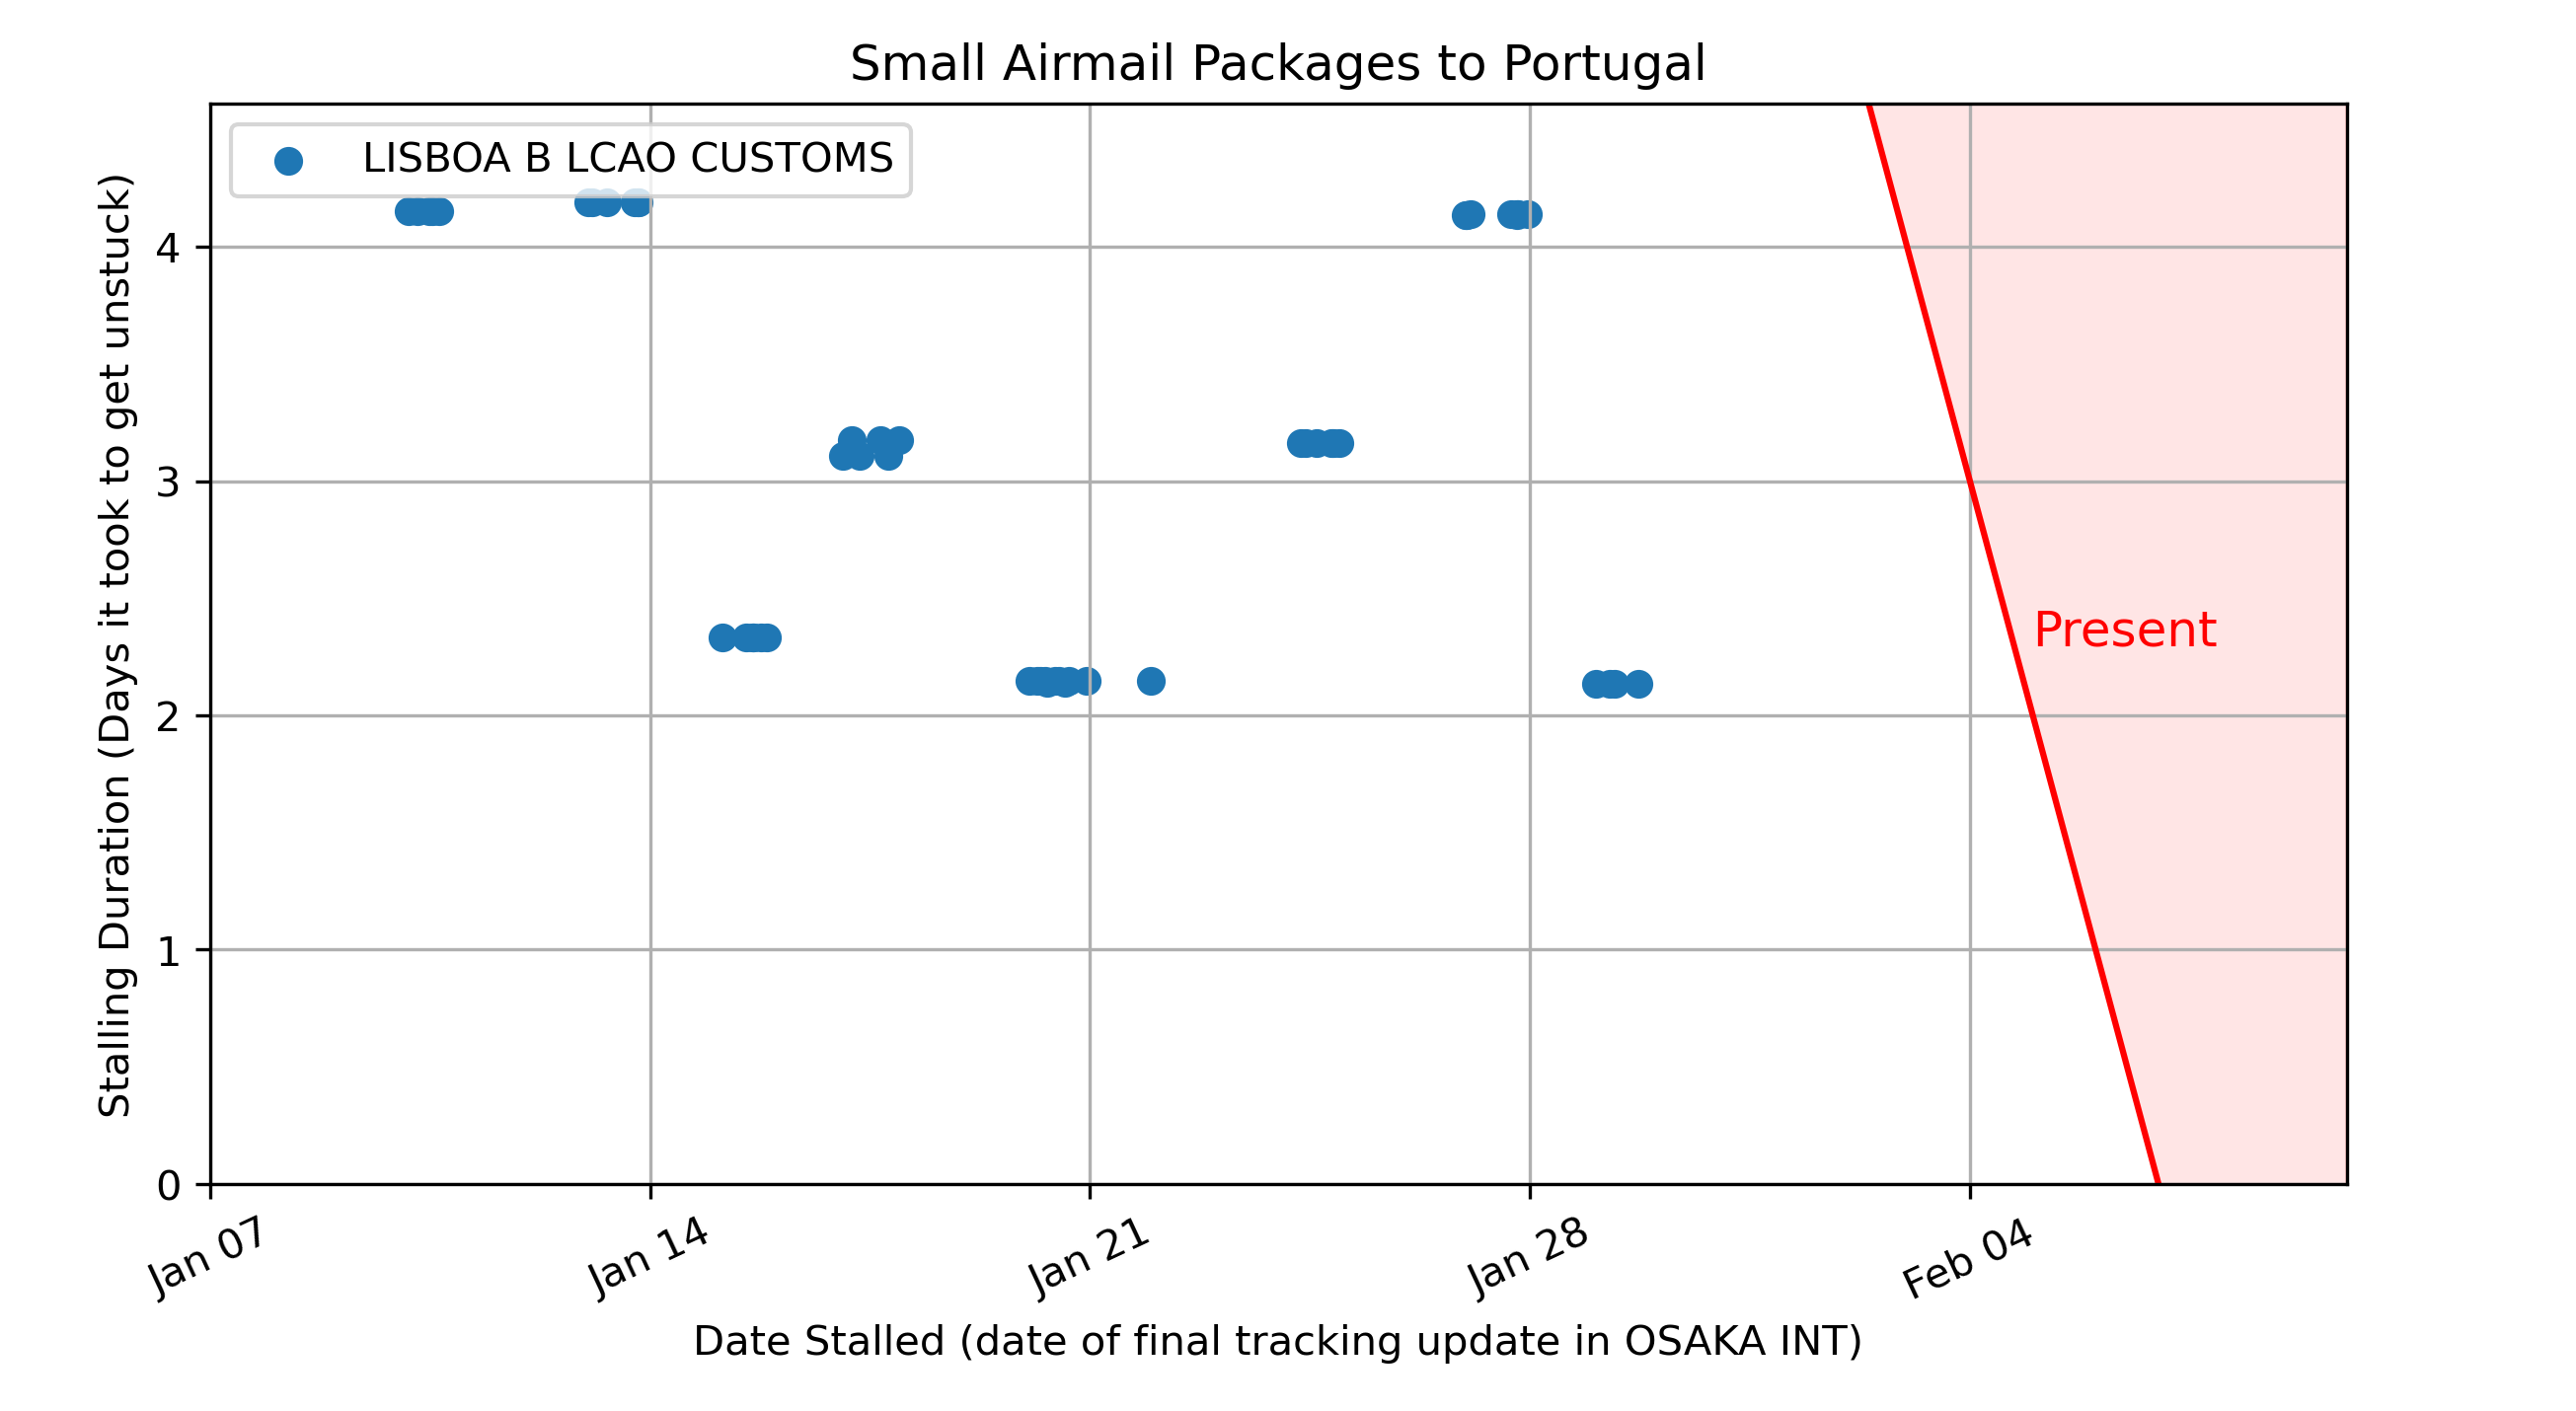 Small Airmail Packages to Portugal
LISBOA B LCAO CUSTOMS
Stalling Duration (Days it took to get unstuck)
4
3
2
1
0
Present
Jan 07
Jan 14
Jan 21
Jan 28
Feb 04
Date Stalled (date of final tracking update in OSAKA INT)